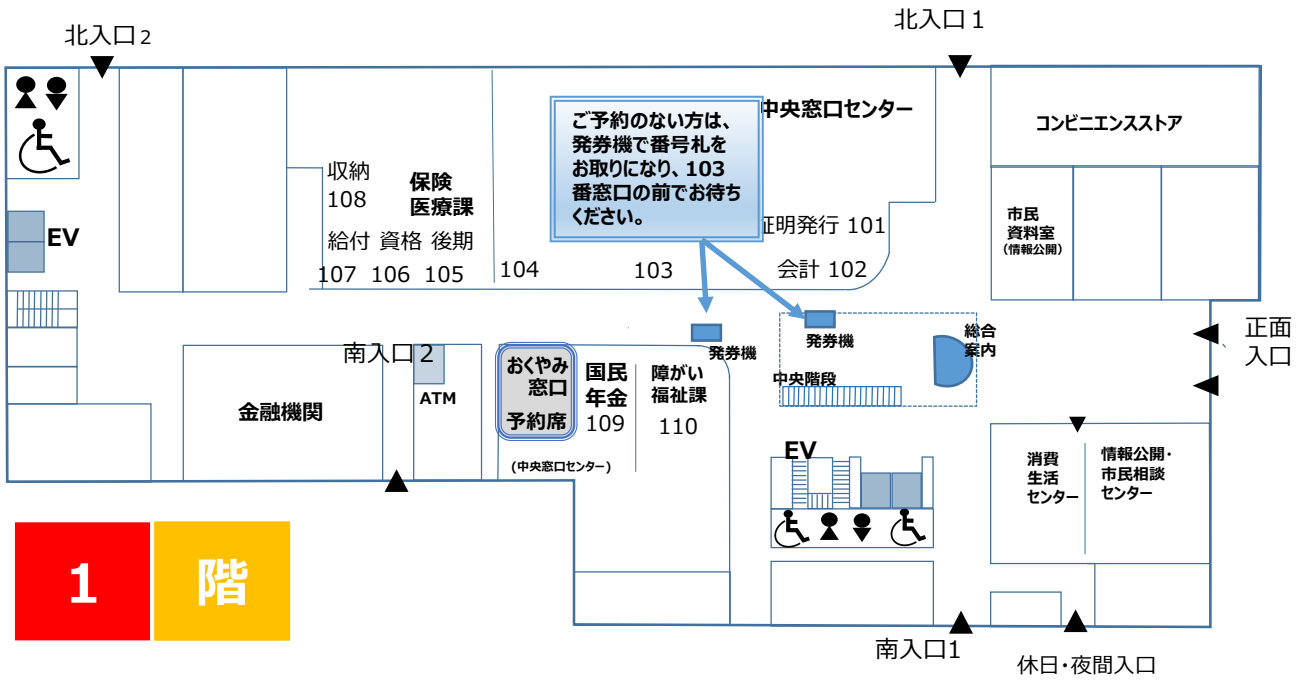 北入口2
北入口1
中央窓口センター
コンビニエンスストア
ご予約のない方は、
発券機で番号札を
お取りになり、103
番窓口の前でお待ち
ください。
収納
108
保険
医療課
給付 資格 後期
107 106 105
104
103
証明発行 101
会計 102
市民
資料室
(情報公開)
EV
正面
入口
南入口2
発券機
発券機
総合
案内
中央階段
おくやみ
窓口
予約席
国民
年金
109
障がい
福祉課
110
ATM
金融機関
(中央窓口センター)
EV
消費
生活
センター
情報公開・
市民相談
センター
1
階
南入口1
休日・夜間入口